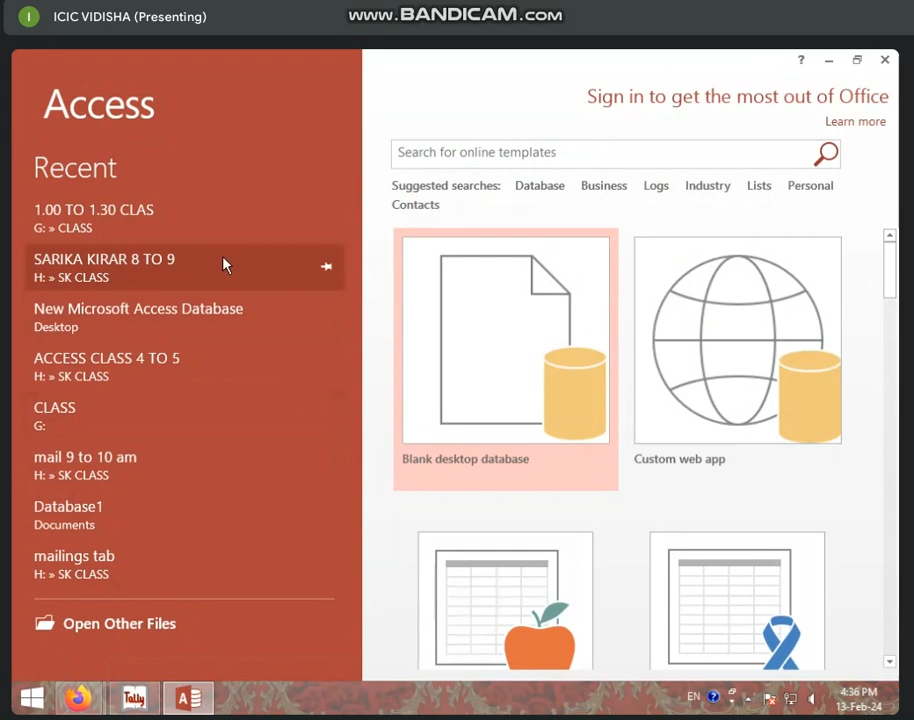 I ICIC VIDISHA (Presenting)
www.BANDICAM.com
Access
Sign in to get the most out of Office
Learn more
Recent
Search for online templates
Suggested searches: Database Business Logs Industry Lists Personal
Contacts
1.00 TO 1.30 CLAS
G: » CLASS
SARIKA KIRAR 8 TO 9
H: » SK CLASS
New Microsoft Access Database
Desktop
ACCESS CLASS 4 TO 5
H: » SK CLASS
CLASS
G:
mail 9 to 10 am
H: » SK CLASS
Database1
Documents
mailings tab
H: » SK CLASS
Open Other Files
Blank desktop database
Custom web app
Tally
A
EN
4:36 PM
13-Feb-24